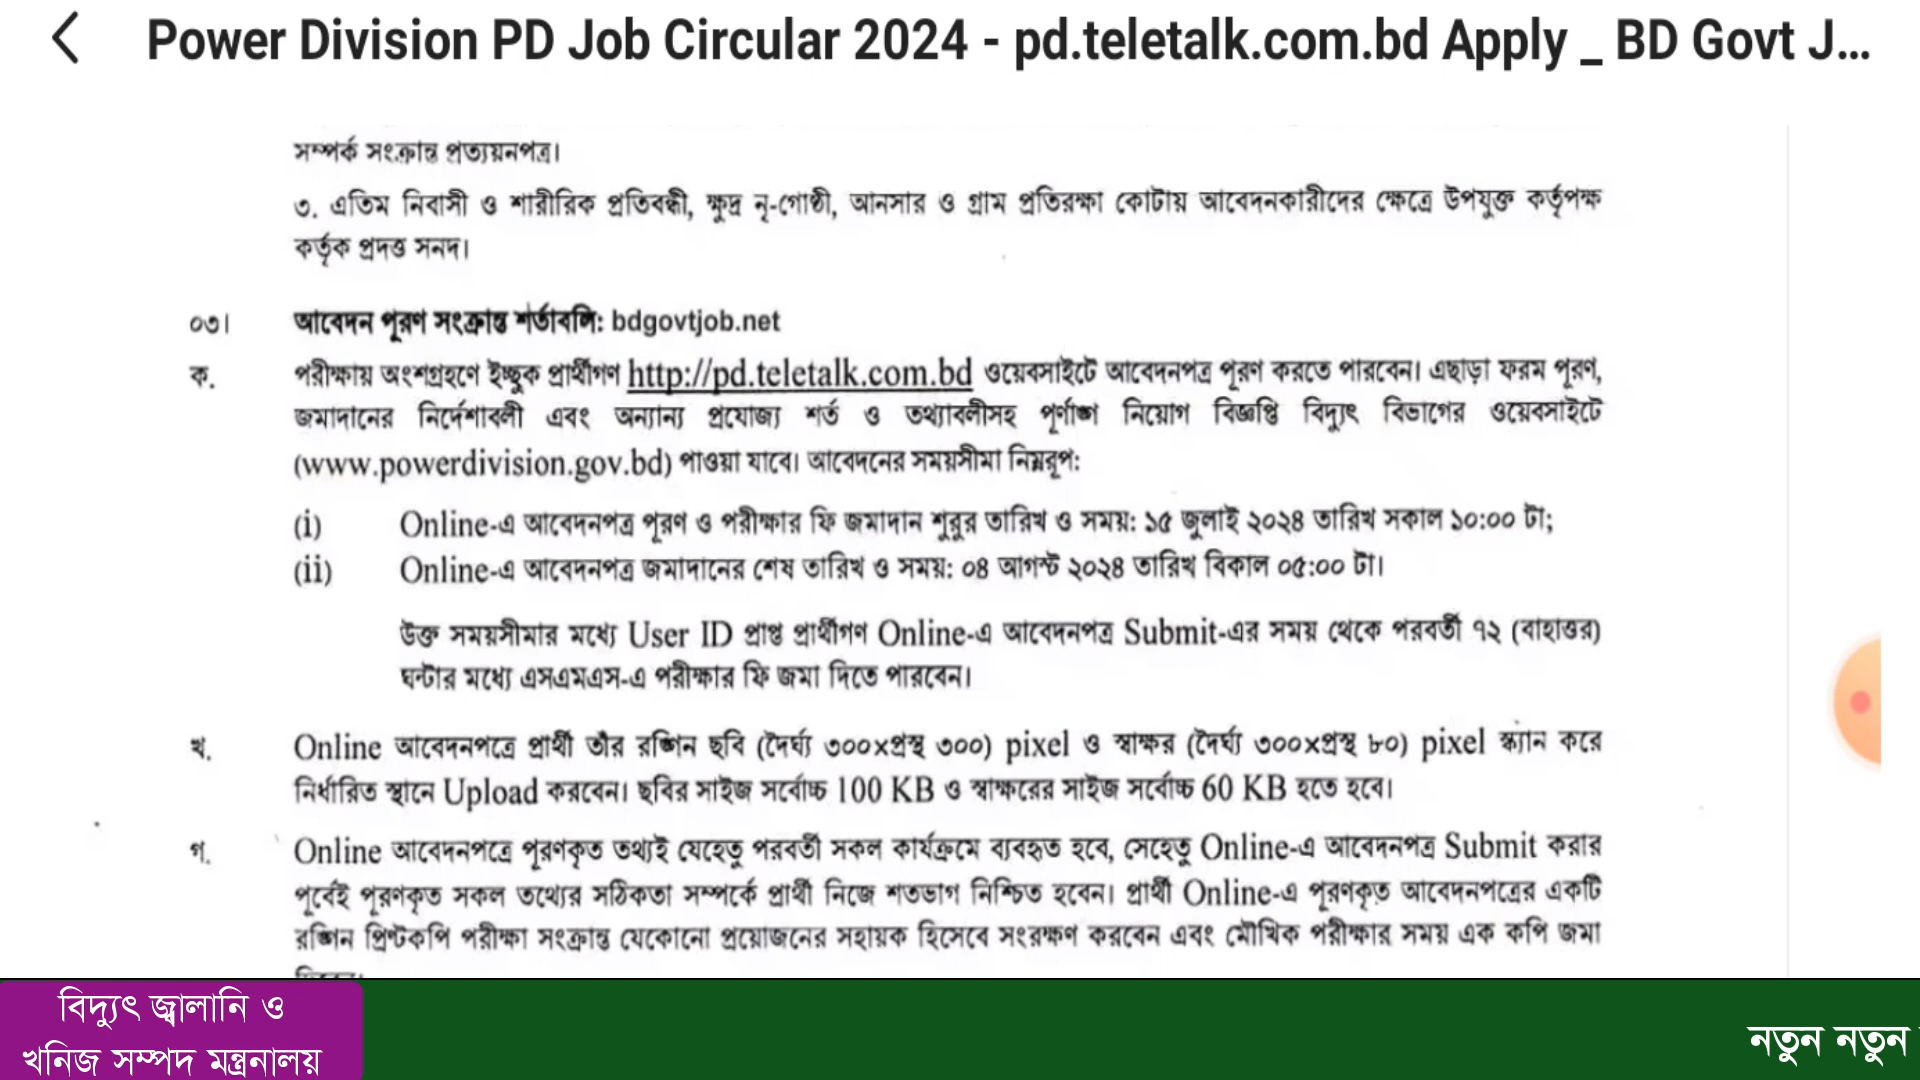 Power Division PD Job Circular 2024 - pd.teletalk.com.bd Apply _ BD Govt J...
সম্পর্ক সংক্রান্ত প্রত্যয়নপত্র।
৩. এতিম নিবাসী ও শারীরিক প্রতিবন্ধী, ক্ষুদ্র নৃ-গোষ্ঠী, আনসার ও গ্রাম প্রতিরক্ষা কোটায় আবেদনকারীদের ক্ষেত্রে উপযুক্ত কর্তৃপক্ষ
কর্তৃক প্রদত্ত সনদ।
০৩। আবেদন পূরণ সংক্রান্ত শর্তাবলি: bdgovtjob.net
ক. পরীক্ষায় অংশগ্রহণে ইচ্ছুক প্রার্থীগণ http://pd.teletalk.com.bd ওয়েবসাইটে আবেদনপত্র পূরণ করতে পারবেন। এছাড়া ফরম পূরণ,
জমাদানের নির্দেশাবলী এবং অন্যান্য প্রযোজ্য শর্ত ও তথ্যাবলীসহ পূর্ণাঙ্গ নিয়োগ বিজ্ঞপ্তি বিদ্যুৎ বিভাগের ওয়েবসাইটে
(www.powerdivision.gov.bd) পাওয়া যাবে। আবেদনের সময়সীমা নিম্নরূপ:
(i) Online-এ আবেদনপত্র পূরণ ও পরীক্ষার ফি জমাদান শুরুর তারিখ ও সময়: ১৫ জুলাই ২০২৪ তারিখ সকাল ১০:০০ টা;
(ii) Online-এ আবেদনপত্র জমাদানের শেষ তারিখ ও সময়: ০৪ আগস্ট ২০২৪ তারিখ বিকাল ০৫:০০ টা।
উক্ত সময়সীমার মধ্যে User ID প্রাপ্ত প্রার্থীগণ Online-এ আবেদনপত্র Submit-এর সময় থেকে পরবর্তী ৭২ (বাহাত্তর)
ঘন্টার মধ্যে এসএমএস-এ পরীক্ষার ফি জমা দিতে পারবেন।
খ. Online আবেদনপত্রে প্রার্থী তাঁর রঙ্গিন ছবি (দৈর্ঘ্য ৩০০xপ্রস্থ ৩০০) pixel ও স্বাক্ষর (দৈর্ঘ্য ৩০০xপ্রস্থ ৮০) pixel স্ক্যান করে
নির্ধারিত স্থানে Upload করবেন। ছবির সাইজ সর্বোচ্চ 100 KB ও স্বাক্ষরের সাইজ সর্বোচ্চ 60 KB হতে হবে।
গ. Online আবেদনপত্রে পূরণকৃত তথ্যই যেহেতু পরবর্তী সকল কার্যক্রমে ব্যবহৃত হবে, সেহেতু Online-এ আবেদনপত্র Submit করার
পূর্বেই পূরণকৃত সকল তথ্যের সঠিকতা সম্পর্কে প্রার্থী নিজে শতভাগ নিশ্চিত হবেন। প্রার্থী Online-এ পূরণকৃত আবেদনপত্রের একটি
রঙ্গিন প্রিন্টকপি পরীক্ষা সংক্রান্ত যেকোনো প্রয়োজনের সহায়ক হিসেবে সংরক্ষণ করবেন এবং মৌখিক পরীক্ষার সময় এক কপি জমা
বিদ্যুৎ জ্বালানি ও
খনিজ সম্পদ মন্ত্রনালয়
নতুন নতুন